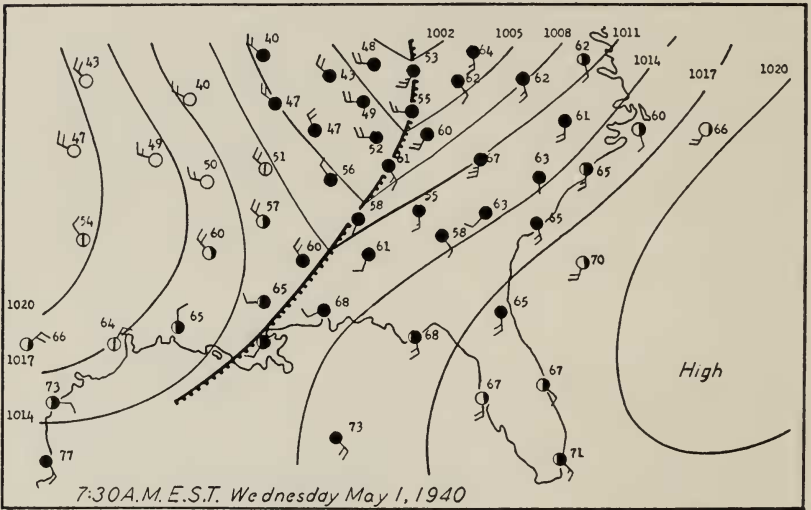 1002 1005 1008 1011
40 48 53 64 62 1014
43 43 62 1017
1020
40 47 49 55 62 61 60 66
47 49 47 52 60
50 51 56 61 67 63 65
54 57 58 55 63 65
60 60 61 58 70
1020 65 68 65
66 64 65 68
1017
73 67 67 High
1014
77 73 71
7:30 A.M. E.S.T. Wednesday May 1, 1940